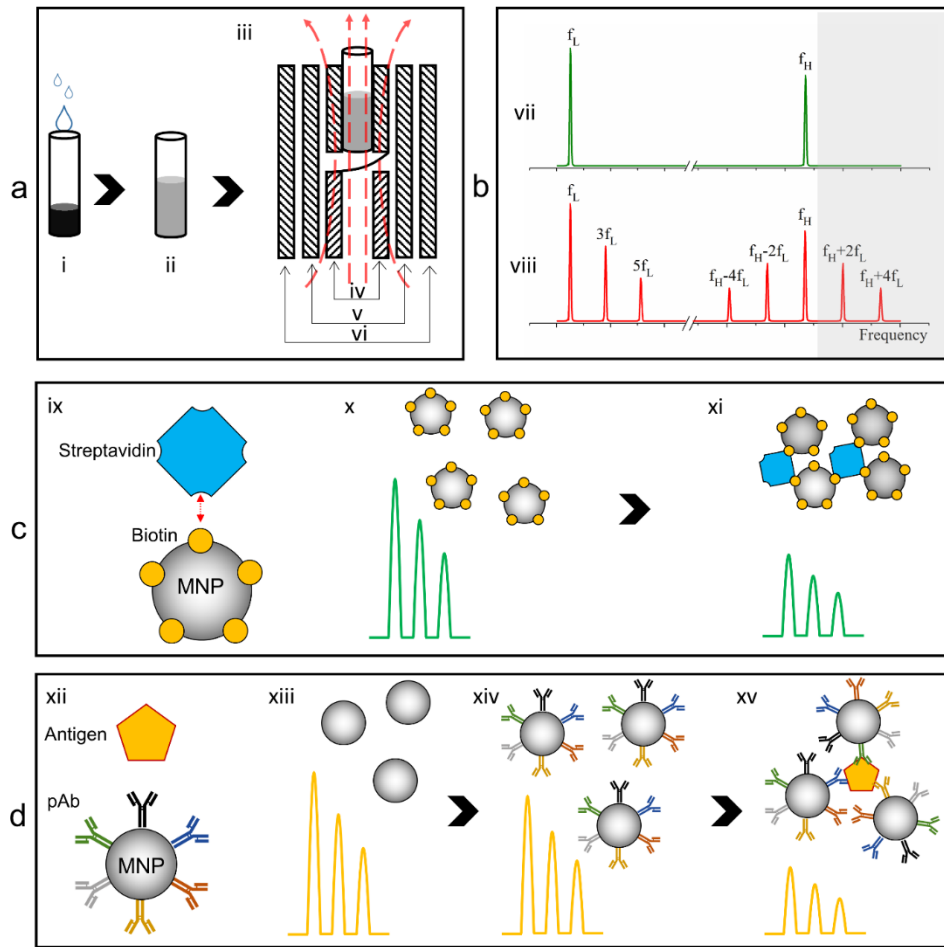 a
i
ii
iii
iv
v
vi
b
vii
f_L
f_H
viii
f_L
3f_L
5f_L
f_H-4f_L
f_H-2f_L
f_H
f_H+2f_L
f_H+4f_L
Frequency
c
ix
Streptavidin
Biotin
MNP
x
xi
d
xii
Antigen
pAb
MNP
xiii
xiv
xv